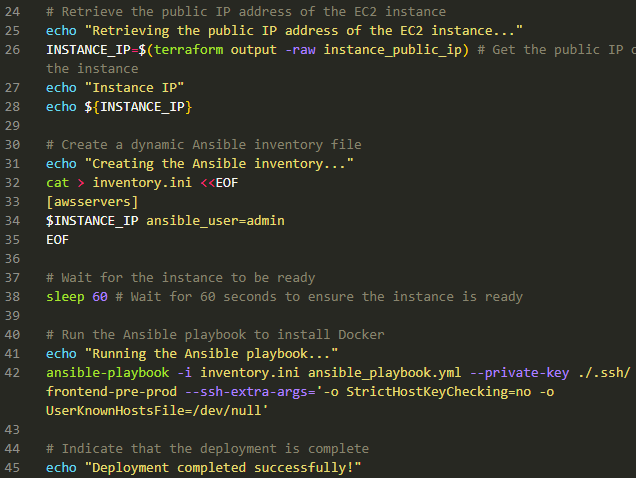 24 # Retrieve the public IP address of the EC2 instance
25 echo "Retrieving the public IP address of the EC2 instance..."
26 INSTANCE_IP=$(terraform output -raw instance_public_ip) # Get the public IP
the instance
27 echo "Instance IP"
28 echo ${INSTANCE_IP}
29
30 # Create a dynamic Ansible inventory file
31 echo "Creating the Ansible inventory..."
32 cat > inventory.ini <<EOF
33 [awsservers]
34 $INSTANCE_IP ansible_user=admin
35 EOF
36
37 # Wait for the instance to be ready
38 sleep 60 # Wait for 60 seconds to ensure the instance is ready
39
40 # Run the Ansible playbook to install Docker
41 echo "Running the Ansible playbook..."
42 ansible-playbook -i inventory.ini ansible_playbook.yml --private-key ./.ssh/
frontend-pre-prod --ssh-extra-args='-o StrictHostKeyChecking=no -o
UserKnownHostsFile=/dev/null'
43
44 # Indicate that the deployment is complete
45 echo "Deployment completed successfully!"